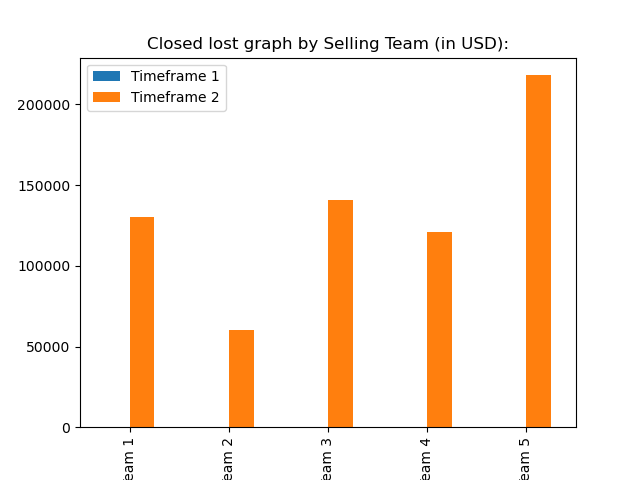 Closed lost graph by Selling Team (in USD):
Timeframe 1
Timeframe 2
200000
150000
100000
50000
0
eam 1
eam 2
eam 3
eam 4
eam 5